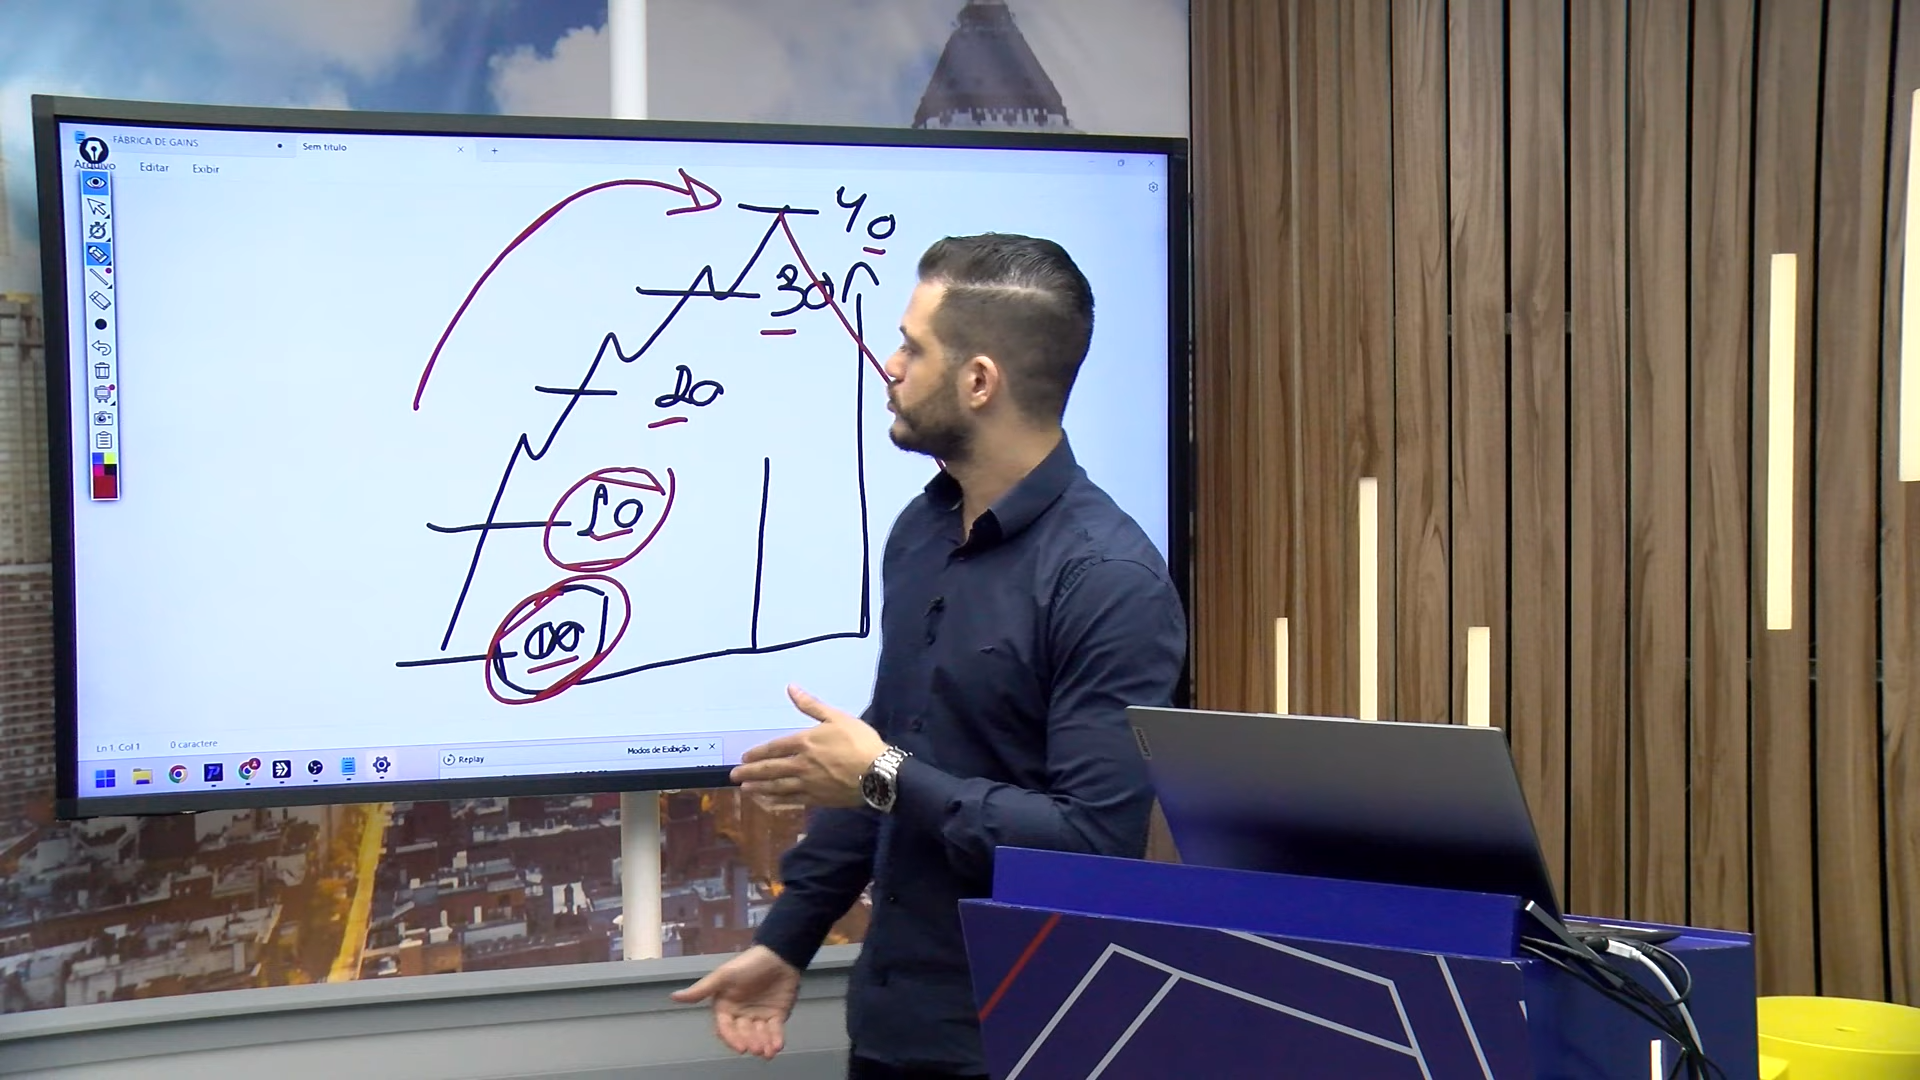 FÁBRICA DE GAINS
Sem título
Arquivo Editar Exibir
40
30
20
10
00
Ln 1, Col 1 0 caractere
Replay
Modos de Exibição